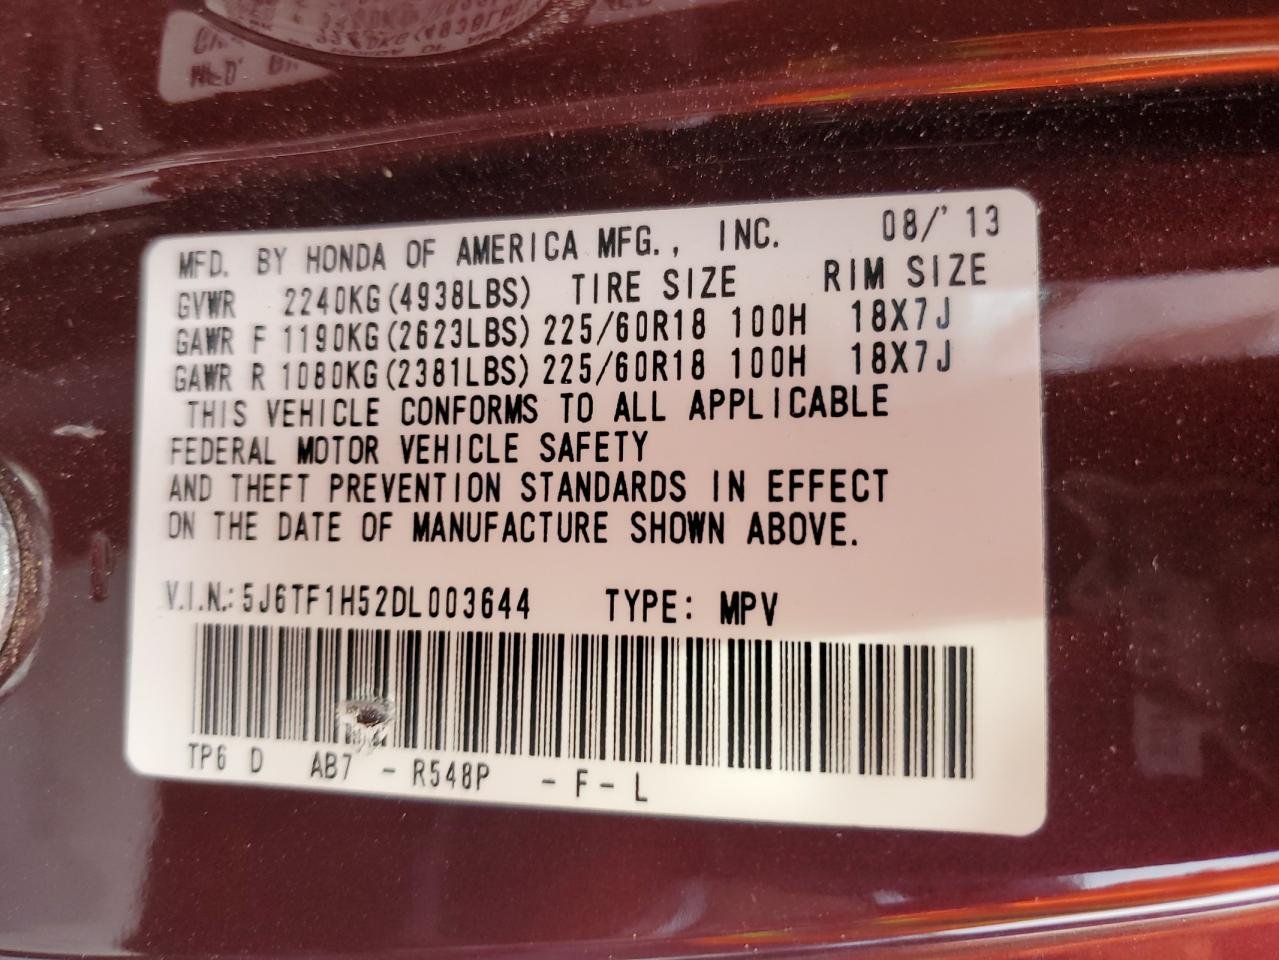 MFD. BY HONDA OF AMERICA MFG., INC. 08/'13
GVWR 2240KG(4938LBS) TIRE SIZE RIM SIZE
GAWR F 1190KG(2623LBS) 225/60R18 100H 18X7J
GAWR R 1080KG(2381LBS) 225/60R18 100H 18X7J
THIS VEHICLE CONFORMS TO ALL APPLICABLE
FEDERAL MOTOR VEHICLE SAFETY
AND THEFT PREVENTION STANDARDS IN EFFECT
ON THE DATE OF MANUFACTURE SHOWN ABOVE.
V.I.N.: 5J6TF1H52DL003644 TYPE: MPV
TP6 D AB7 - R548P - F - L